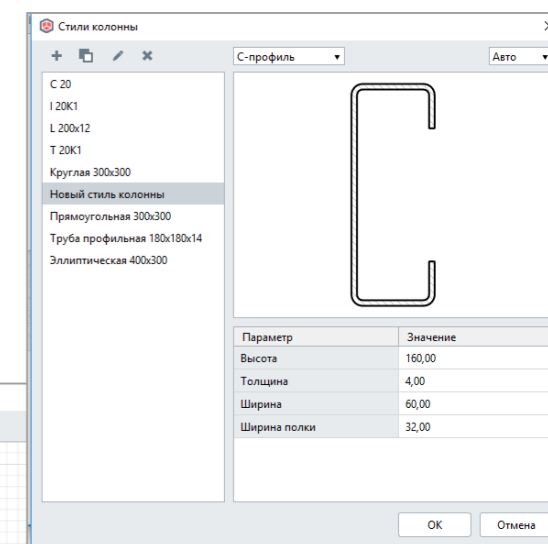 Стили колонны
С-профиль
Авто
С 20
I 20К1
L 200x12
Т 20К1
Круглая 300x300
Новый стиль колонны
Прямоугольная 300x300
Труба профильная 180x180x14
Эллиптическая 400x300
Параметр Значение
Высота 160,00
Толщина 4,00
Ширина 60,00
Ширина полки 32,00
ОК Отмена